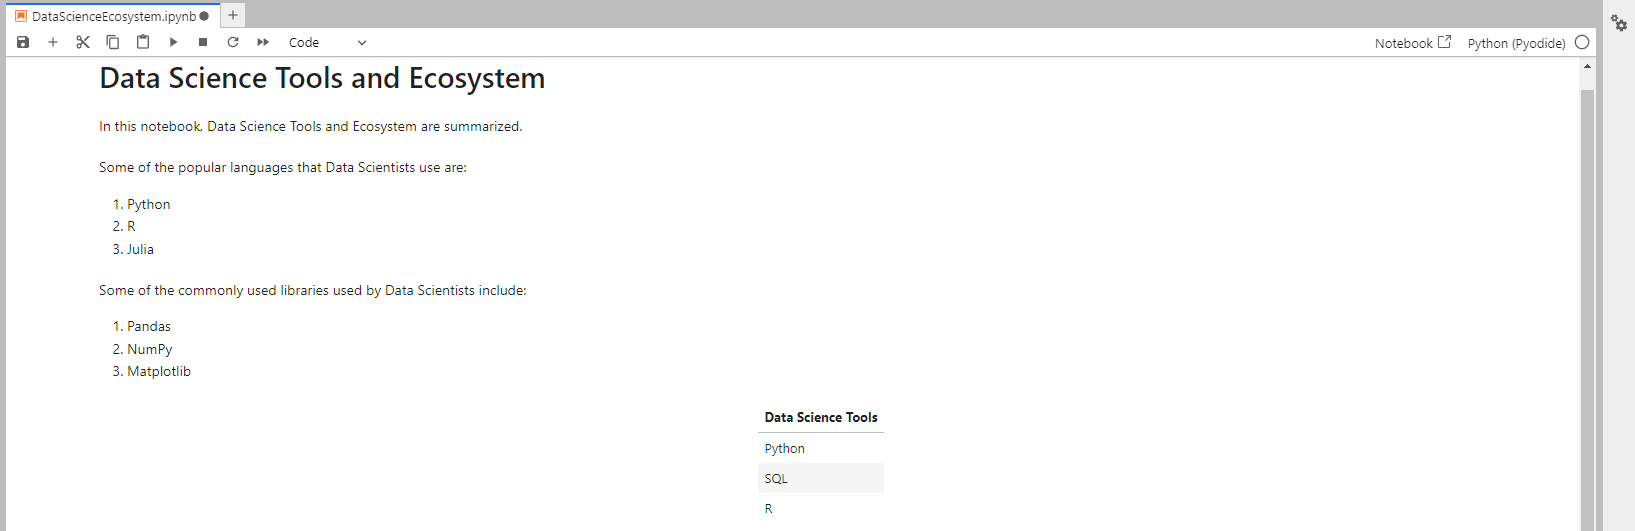 DataScienceEcosystem.ipynb
Code
Notebook
Python (Pyodide)
Data Science Tools and Ecosystem
In this notebook, Data Science Tools and Ecosystem are summarized.
Some of the popular languages that Data Scientists use are:
1. Python
2. R
3. Julia
Some of the commonly used libraries used by Data Scientists include:
1. Pandas
2. NumPy
3. Matplotlib
Data Science Tools
Python
SQL
R